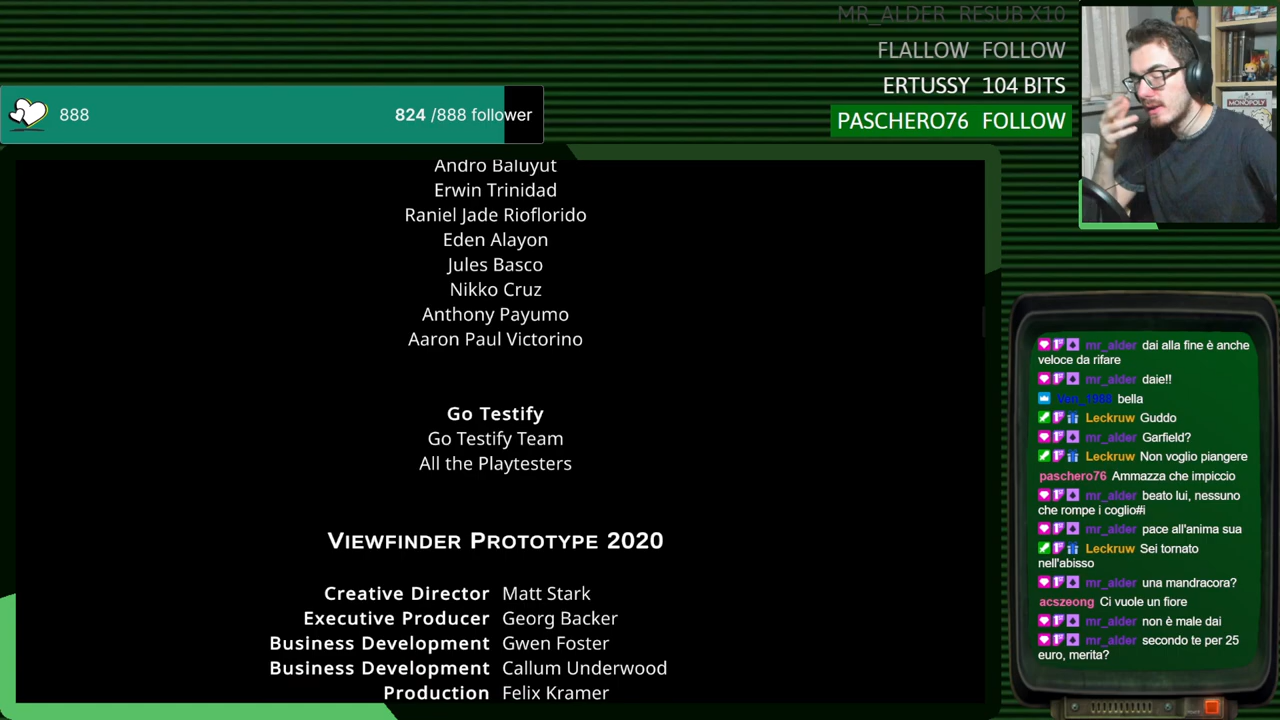 MR_ALDER RESUB X10
FLALLOW FOLLOW
ERTUSSY 104 BITS
PASCHERO76 FOLLOW
888
824 /888 follower
MONOPOLY
Andro Baluyut
Erwin Trinidad
Raniel Jade Rioflorido
Eden Alayon
Jules Basco
Nikko Cruz
Anthony Payumo
Aaron Paul Victorino
Go Testify
Go Testify Team
All the Playtesters
VIEWFINDER PROTOTYPE 2020
Creative Director Matt Stark
Executive Producer Georg Backer
Business Development Gwen Foster
Business Development Callum Underwood
Production Felix Kramer
mr_alder dai alla fine è anche
veloce da rifare
mr_alder daie!!
bella
Leckruw Guddo
mr_alder Garfield?
Leckruw Non voglio piangere
paschero76 Ammazza che impiccio
mr_alder beato lui, nessuno
che rompe i coglio#i
mr_alder pace all'anima sua
Leckruw Sei tornato
nell'abisso
mr_alder una mandracora?
acszeong Ci vuole un fiore
mr_alder non è male dai
mr_alder secondo te per 25
euro, merita?